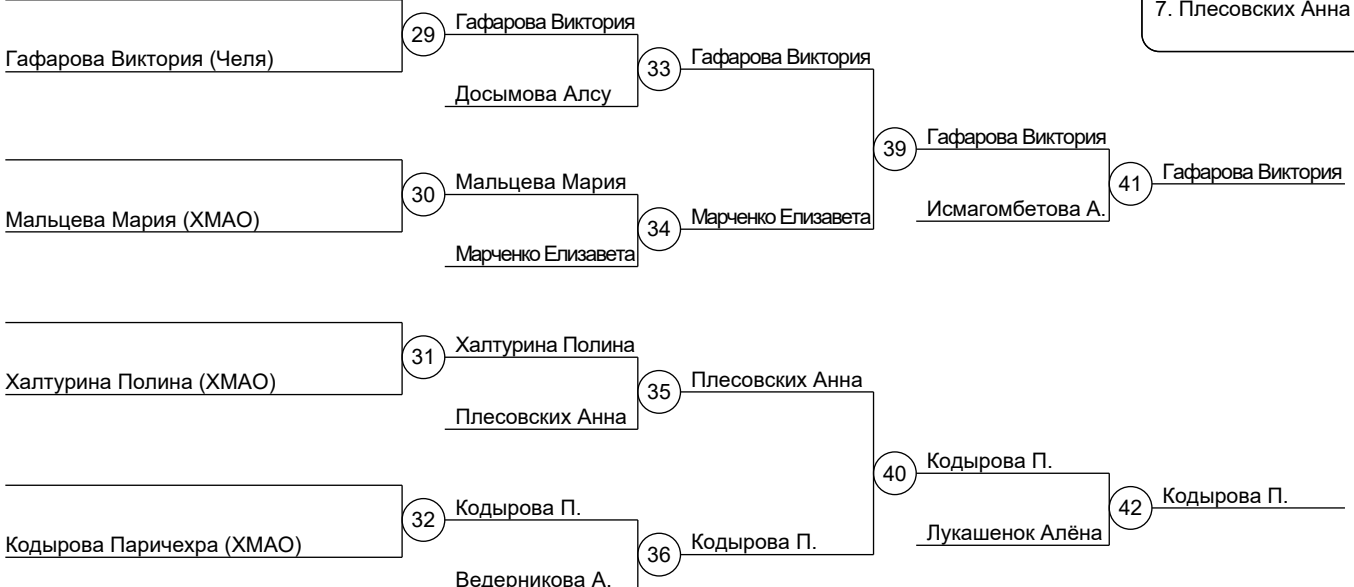 7. Плесовских Анна
29 Гафарова Виктория
Гафарова Виктория (Челя)
33 Гафарова Виктория
Досымова Алсу
39 Гафарова Виктория
30 Мальцева Мария
41 Гафарова Виктория
Мальцева Мария (ХМАО)
34 Марченко Елизавета
Исмагомбетова А.
Марченко Елизавета
31 Халтурина Полина
Халтурина Полина (ХМАО)
35 Плесовских Анна
Плесовских Анна
40 Кодырова П.
32 Кодырова П.
42 Кодырова П.
Лукашенок Алёна
Кодырова Паричехра (ХМАО)
36 Кодырова П.
Ведерникова А.